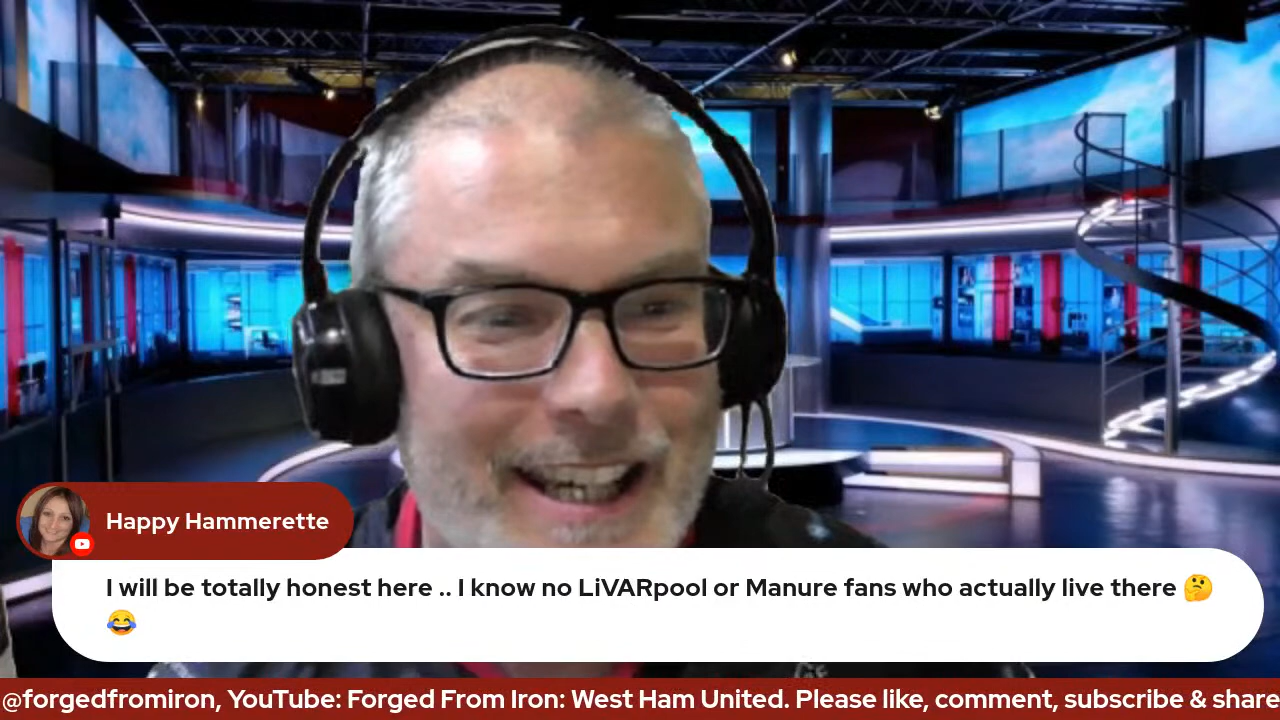 Happy Hammerette
I will be totally honest here .. I know no LiVARpool or Manure fans who actually live there 🤔
😂
@forgedfromiron, YouTube: Forged From Iron: West Ham United. Please like, comment, subscribe & share